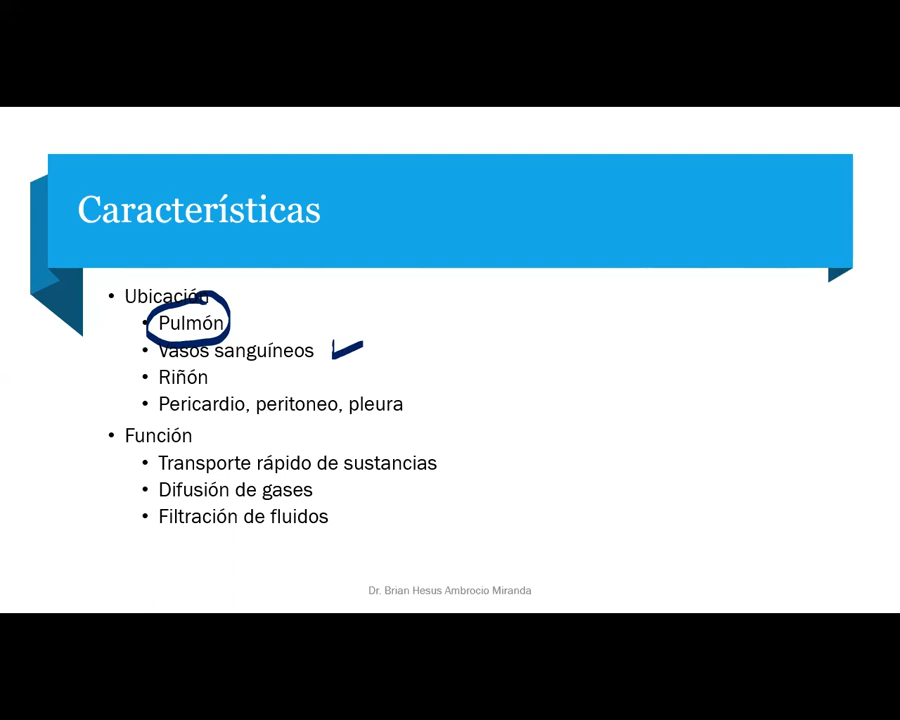 Características
• Ubicación
• Pulmón
• Vasos sanguíneos
• Riñón
• Pericardio, peritoneo, pleura
• Función
• Transporte rápido de sustancias
• Difusión de gases
• Filtración de fluidos
Dr. Brian Hesus Ambrocio Miranda